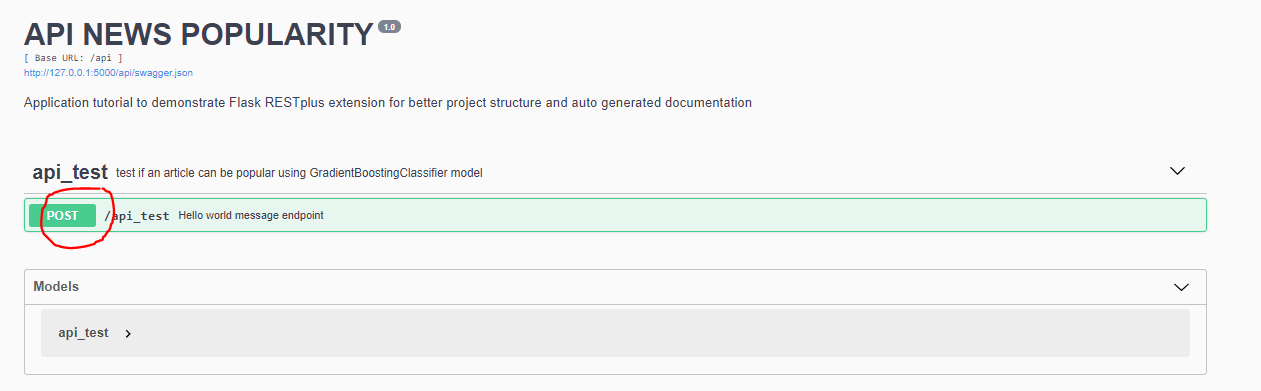 API NEWS POPULARITY 1.0
[ Base URL: /api ]
http://127.0.0.1:5000/api/swagger.json
Application tutorial to demonstrate Flask RESTplus extension for better project structure and auto generated documentation
api_test test if an article can be popular using GradientBoostingClassifier model
POST /api_test Hello world message endpoint
Models
api_test